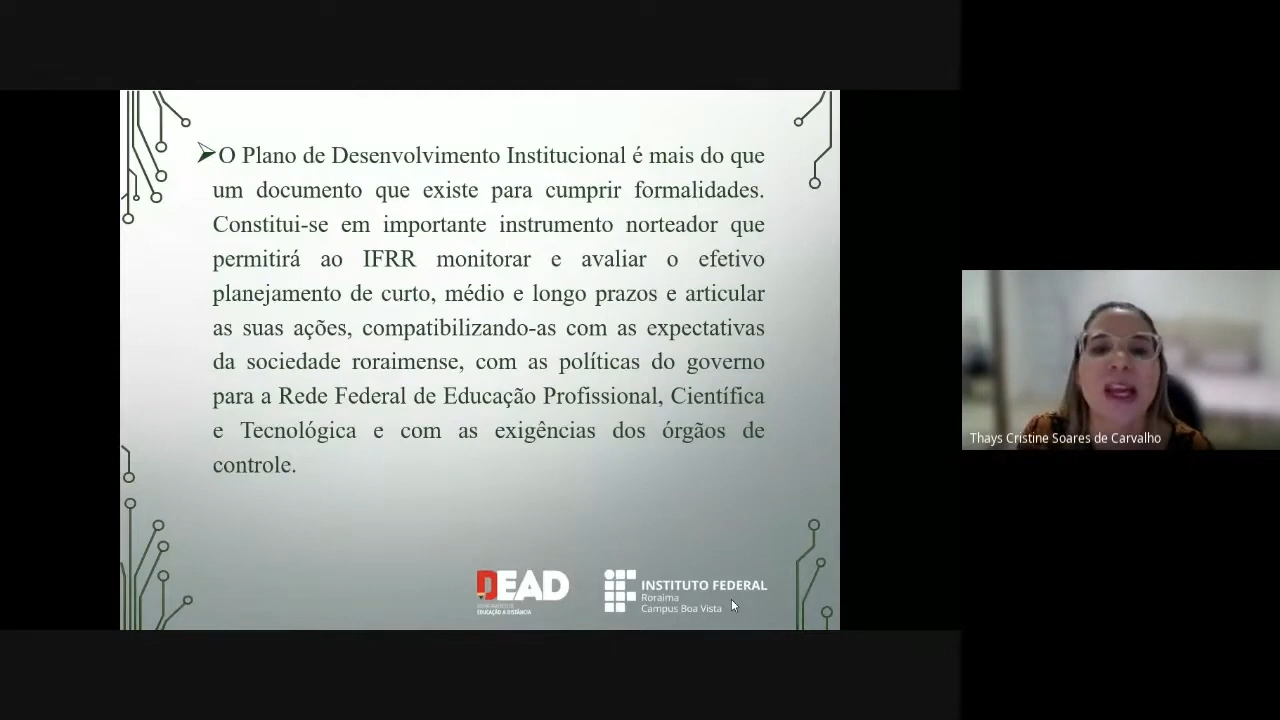 O Plano de Desenvolvimento Institucional é mais do que
um documento que existe para cumprir formalidades.
Constitui-se em importante instrumento norteador que
permitirá ao IFRR monitorar e avaliar o efetivo
planejamento de curto, médio e longo prazos e articular
as suas ações, compatibilizando-as com as expectativas
da sociedade roraimense, com as políticas do governo
para a Rede Federal de Educação Profissional, Científica
e Tecnológica e com as exigências dos órgãos de
controle.
DEAD
EDUCAÇÃO A DISTÂNCIA
INSTITUTO FEDERAL
Roraima
Campus Boa Vista
Thays Cristine Soares de Carvalho